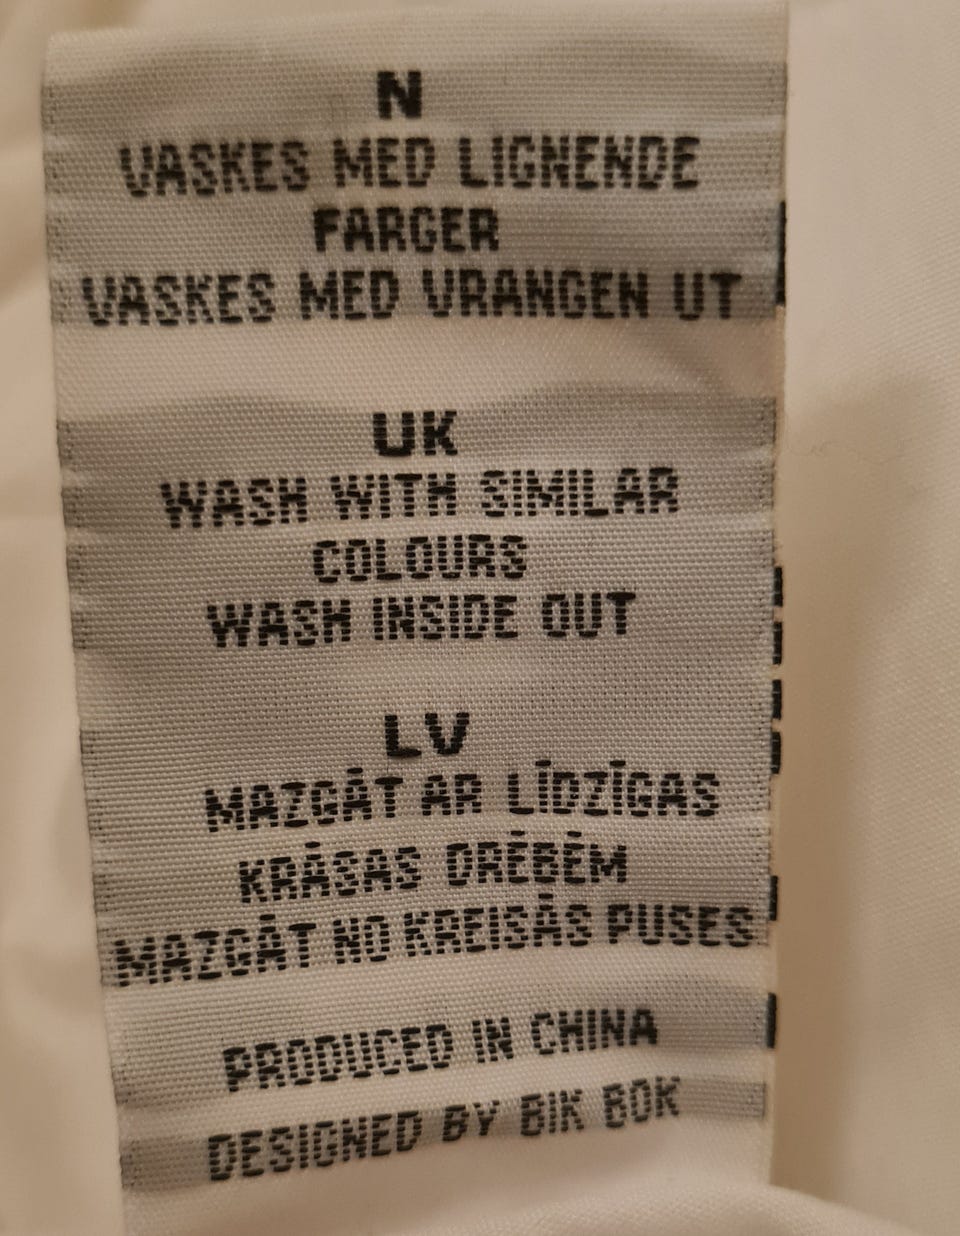 N
VASKES MED LIGNENDE
FARGER
VASKES MED VRANGEN UT
UK
WASH WITH SIMILAR
COLOURS
WASH INSIDE OUT
LV
MAZGĀT AR LĪDZĪGAS
KRĀSAS DRĒBĒM
MAZGĀT NO KREISĀS PUSES
PRODUCED IN CHINA
DESIGNED BY BIK BOK